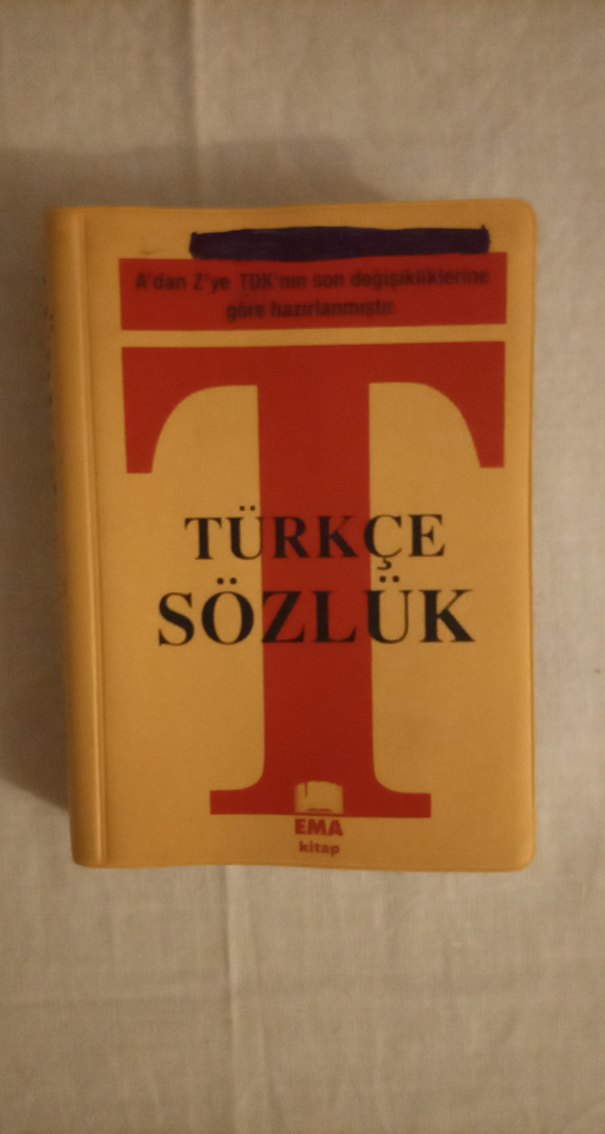 A'dan Z'ye TDK'nın son değişikliklerine
göre hazırlanmıştır.
T
TÜRKÇE
SÖZLÜK
EMA
kitap